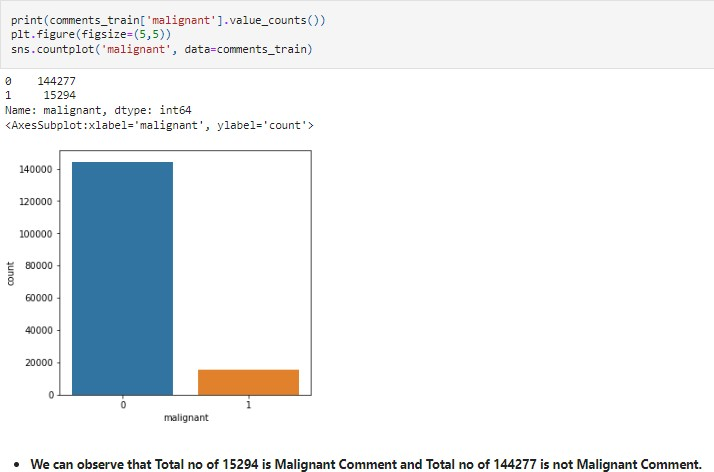 print(comments_train['malignant'].value_counts())
plt.figure(figsize=(5,5))
sns.countplot('malignant', data=comments_train)
0    144277
1     15294
Name: malignant, dtype: int64
<AxesSubplot:xlabel='malignant', ylabel='count'>
140000
120000
100000
80000
60000
40000
20000
0
count
0 1
malignant
• We can observe that Total no of 15294 is Malignant Comment and Total no of 144277 is not Malignant Comment.